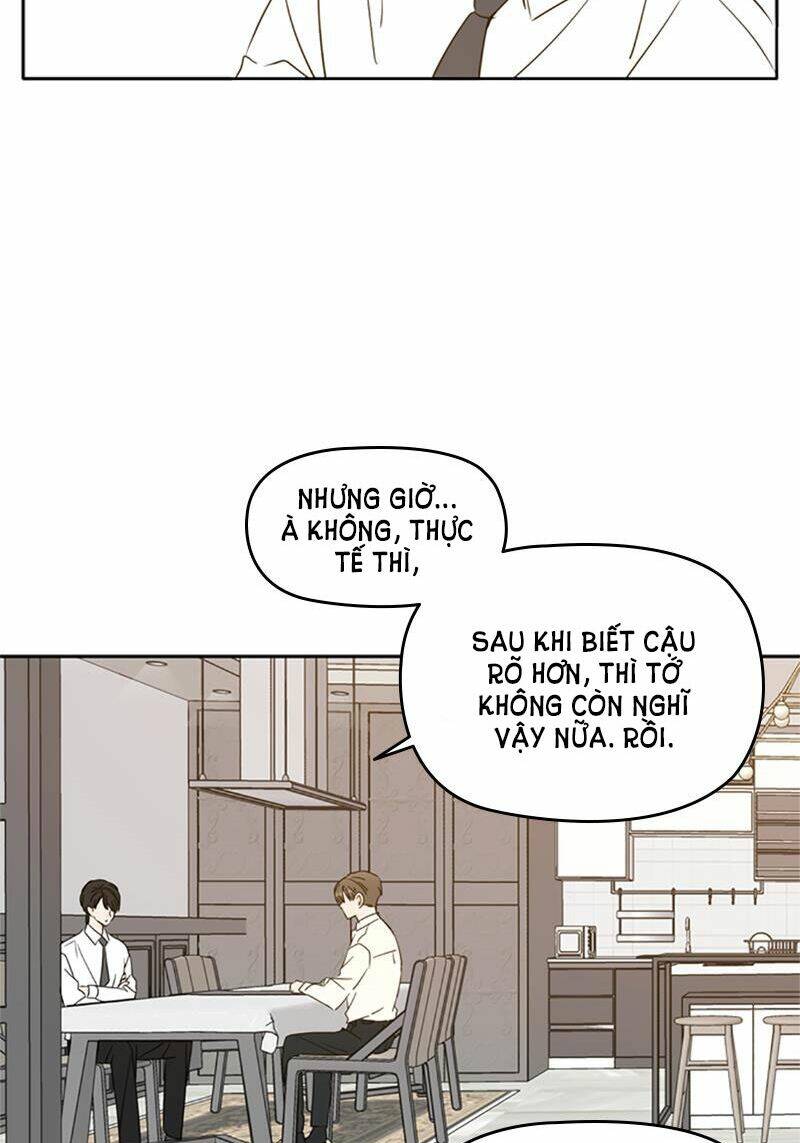 NHƯNG GIỜ...
À KHÔNG, THỰC
TẾ THÌ,
SAU KHI BIẾT CẬU
RÕ HƠN, THÌ TỚ
KHÔNG CÒN NGHĨ
VẬY NỮA. RỒI.